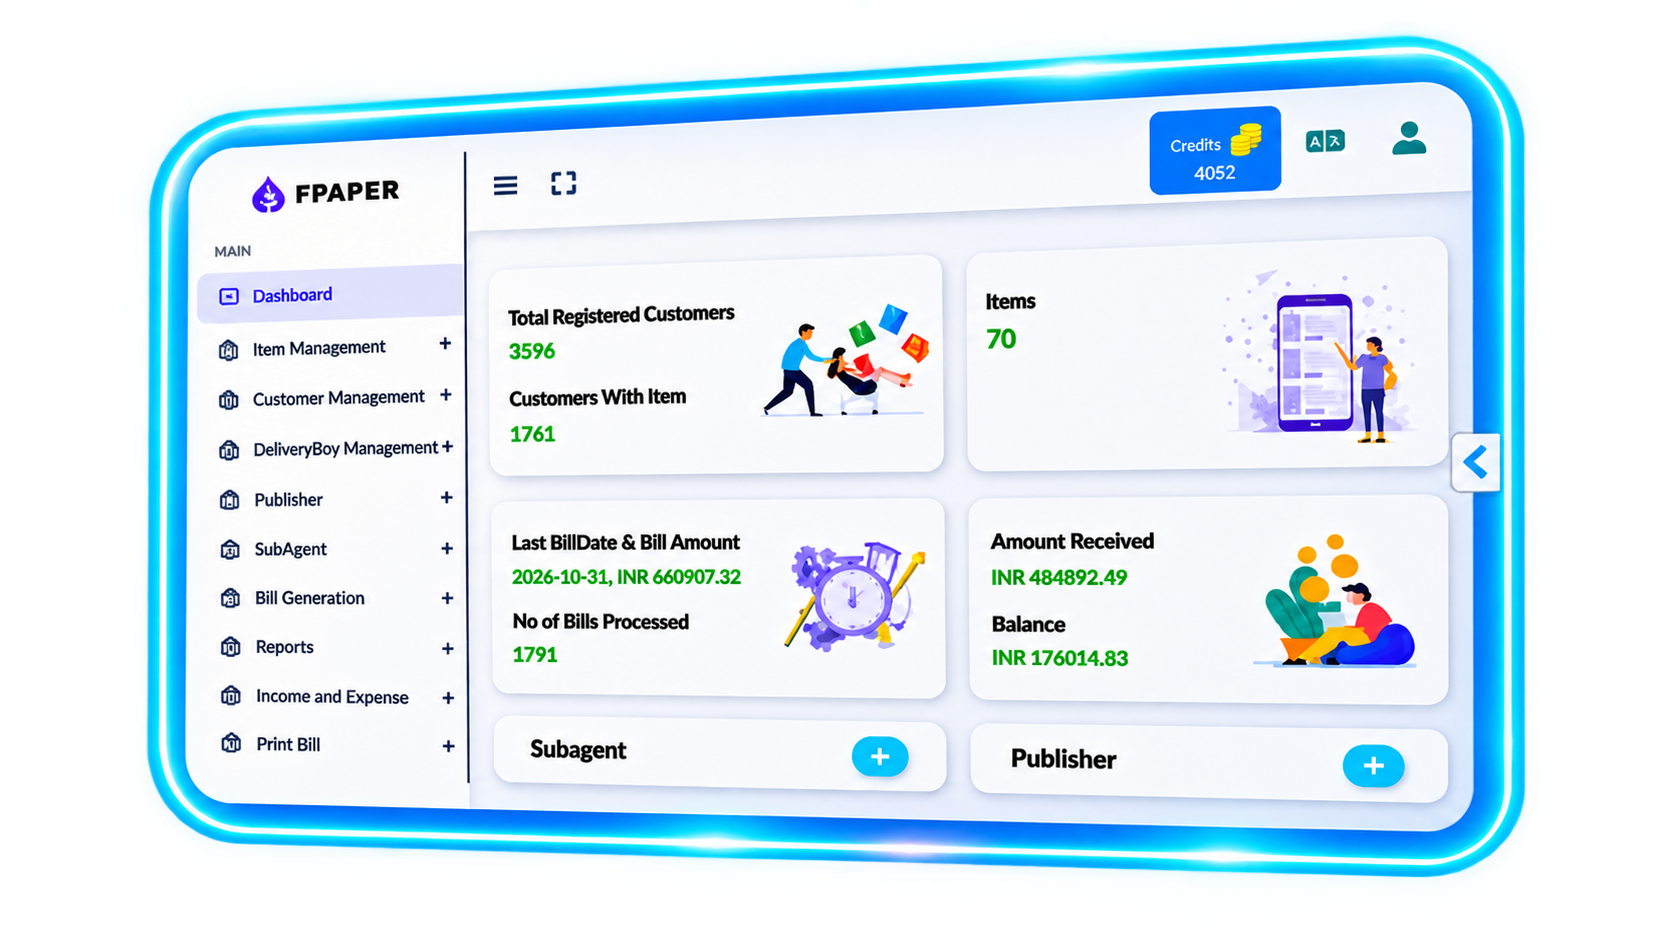 FPAPER
MAIN
Dashboard
Item Management
Customer Management
DeliveryBoy Management
Publisher
SubAgent
Bill Generation
Reports
Income and Expense
Print Bill
Credits
4052
Total Registered Customers
3596
Customers With Item
1761
Items
70
Last BillDate & Bill Amount
2026-10-31, INR 660907.32
No of Bills Processed
1791
Amount Received
INR 484892.49
Balance
INR 176014.83
Subagent
Publisher